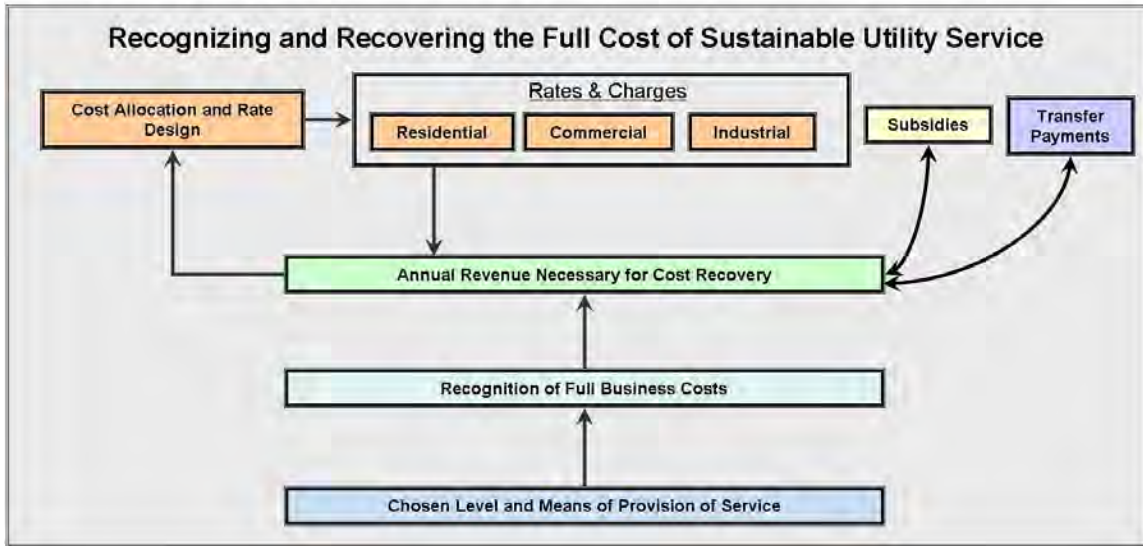 Recognizing and Recovering the Full Cost of Sustainable Utility Service
Cost Allocation and Rate
Design
Rates & Charges
Residential
Commercial
Industrial
Subsidies
Transfer
Payments
Annual Revenue Necessary for Cost Recovery
Recognition of Full Business Costs
Chosen Level and Means of Provision of Service